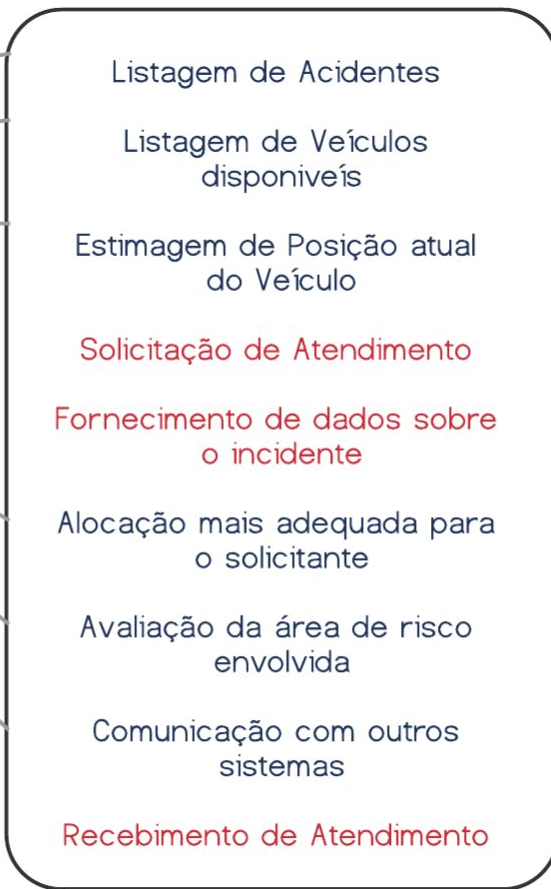 Listagem de Acidentes
Listagem de Veículos
disponiveís
Estimagem de Posição atual
do Veículo
Solicitação de Atendimento
Fornecimento de dados sobre
o incidente
Alocação mais adequada para
o solicitante
Avaliação da área de risco
envolvida
Comunicação com outros
sistemas
Recebimento de Atendimento